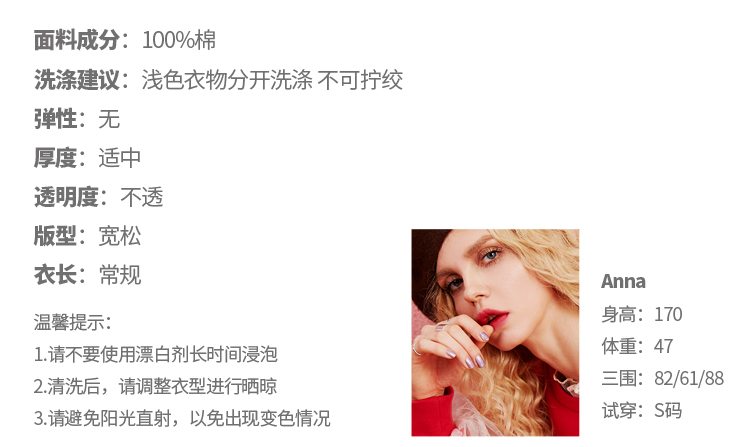 面料成分：100%棉
洗涤建议：浅色衣物分开洗涤 不可拧绞
弹性：无
厚度：适中
透明度：不透
版型：宽松
衣长：常规
温馨提示：
1.请不要使用漂白剂长时间浸泡
2.清洗后，请调整衣型进行晒晾
3.请避免阳光直射，以免出现变色情况
Anna
身高：170
体重：47
三围：82/61/88
试穿：S码